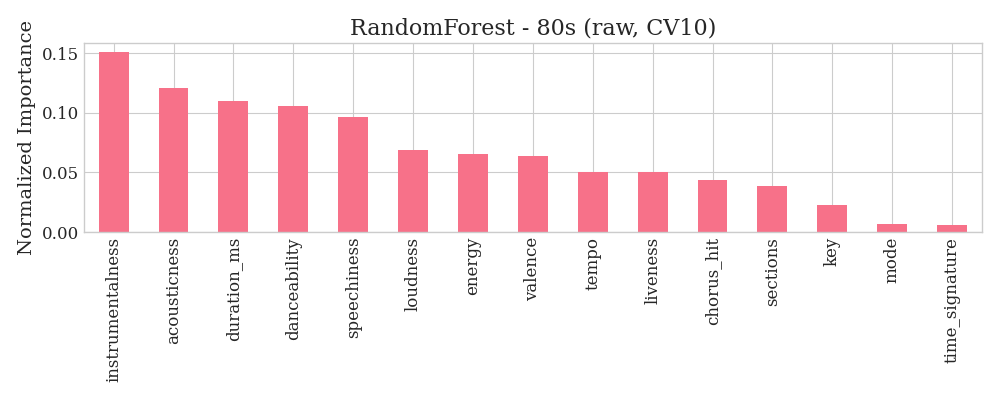 RandomForest - 80s (raw, CV10)
Normalized Importance
0.15
0.10
0.05
0.00
instrumentalness
acousticness
duration_ms
danceability
speechiness
loudness
energy
valence
tempo
liveness
chorus_hit
sections
key
mode
time_signature